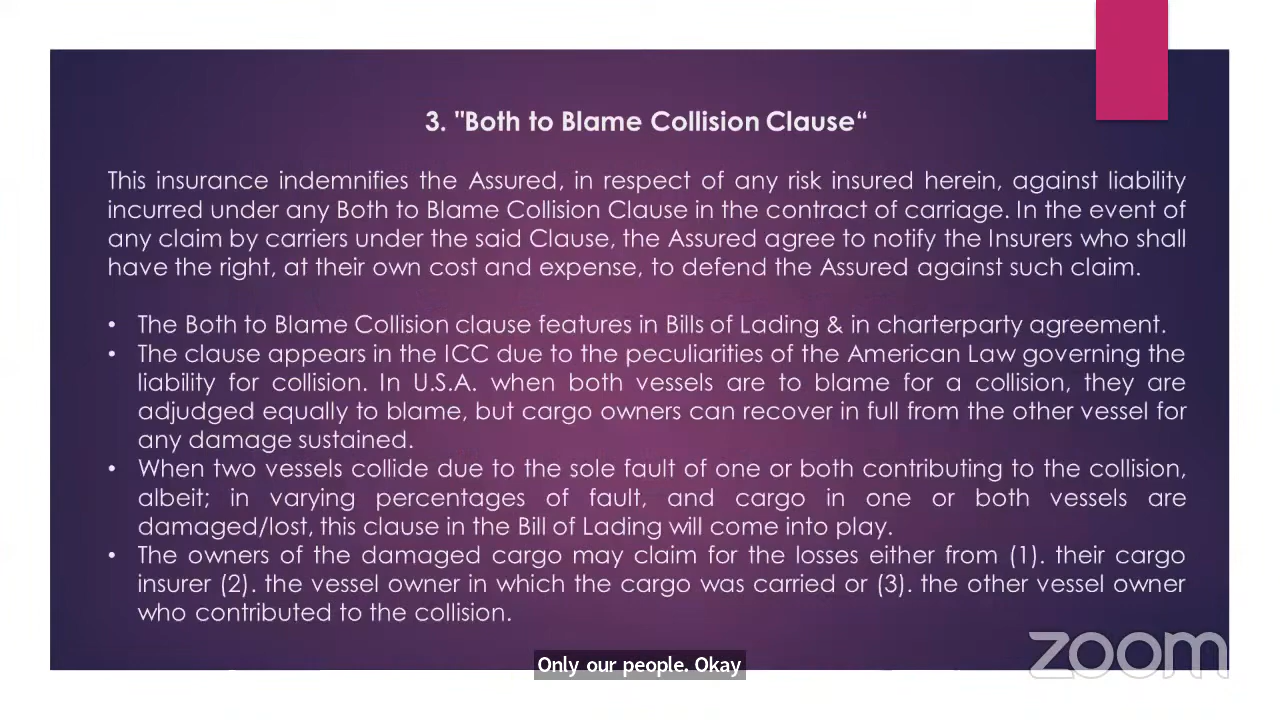 3. "Both to Blame Collision Clause“
This insurance indemnifies the Assured, in respect of any risk insured herein, against liability
incurred under any Both to Blame Collision Clause in the contract of carriage. In the event of
any claim by carriers under the said Clause, the Assured agree to notify the Insurers who shall
have the right, at their own cost and expense, to defend the Assured against such claim.
• The Both to Blame Collision clause features in Bills of Lading & in charterparty agreement.
• The clause appears in the ICC due to the peculiarities of the American Law governing the
liability for collision. In U.S.A. when both vessels are to blame for a collision, they are
adjudged equally to blame, but cargo owners can recover in full from the other vessel for
any damage sustained.
• When two vessels collide due to the sole fault of one or both contributing to the collision,
albeit; in varying percentages of fault, and cargo in one or both vessels are
damaged/lost, this clause in the Bill of Lading will come into play.
• The owners of the damaged cargo may claim for the losses either from (1). their cargo
insurer (2). the vessel owner in which the cargo was carried or (3). the other vessel owner
who contributed to the collision.
zoom
Only our people. Okay